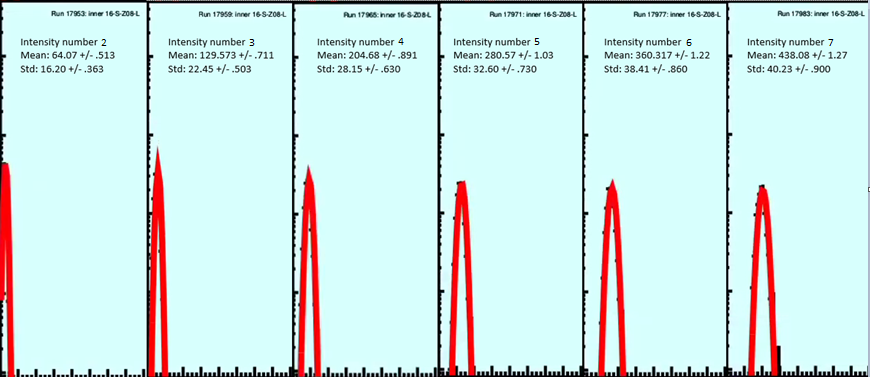 Run 17953: inner 16-S-Z08-L
Intensity number 2
Mean: 64.07 +/- .513
Std: 16.20 +/- .363
Run 17959: inner 16-S-Z08-L
Intensity number 3
Mean: 129.573 +/- .711
Std: 22.45 +/- .503
Run 17965: inner 16-S-Z08-L
Intensity number 4
Mean: 204.68 +/- .891
Std: 28.15 +/- .630
Run 17971: inner 16-S-Z08-L
Intensity number 5
Mean: 280.57 +/- 1.03
Std: 32.60 +/- .730
Run 17977: inner 16-S-Z08-L
Intensity number 6
Mean: 360.317 +/- 1.22
Std: 38.41 +/- .860
Run 17983: inner 16-S-Z08-L
Intensity number 7
Mean: 438.08 +/- 1.27
Std: 40.23 +/- .900